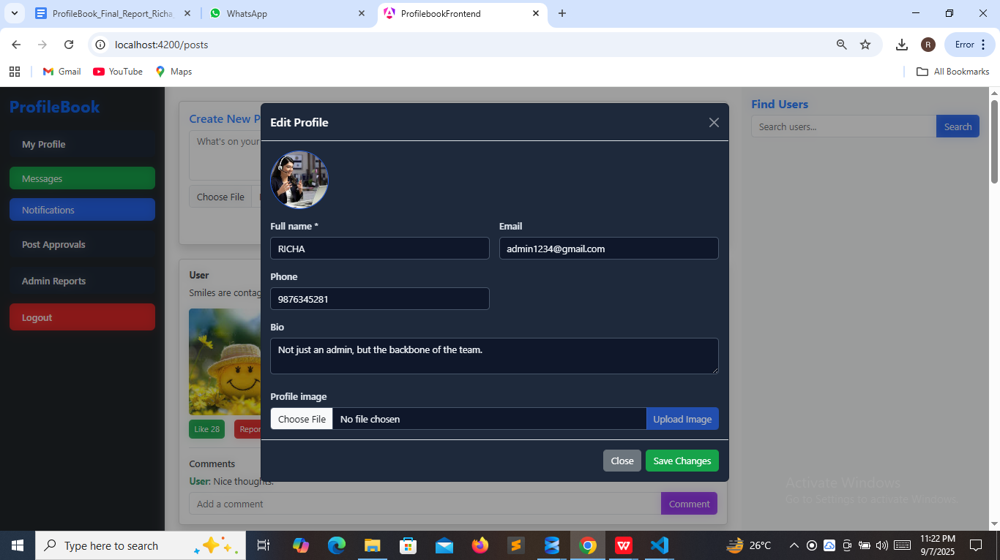 ProfileBook_Final_Report_Richa
WhatsApp
ProfilebookFrontend
localhost:4200/posts
R
Error
Gmail
YouTube
Maps
All Bookmarks
ProfileBook
My Profile
Messages
Notifications
Post Approvals
Admin Reports
Logout
Create New P
What's on your
Choose File
User
Smiles are contag
Like 28
Repor
Comments
User: Nice thoughts.
Add a comment
Comment
Edit Profile
Full name *
RICHA
Email
admin1234@gmail.com
Phone
9876345281
Bio
Not just an admin, but the backbone of the team.
Profile image
Choose File
No file chosen
Upload Image
Close
Save Changes
Find Users
Search users...
Search
Activate Windows
Go to Settings to activate Windows.
Type here to search
26°C
11:22 PM
9/7/2025